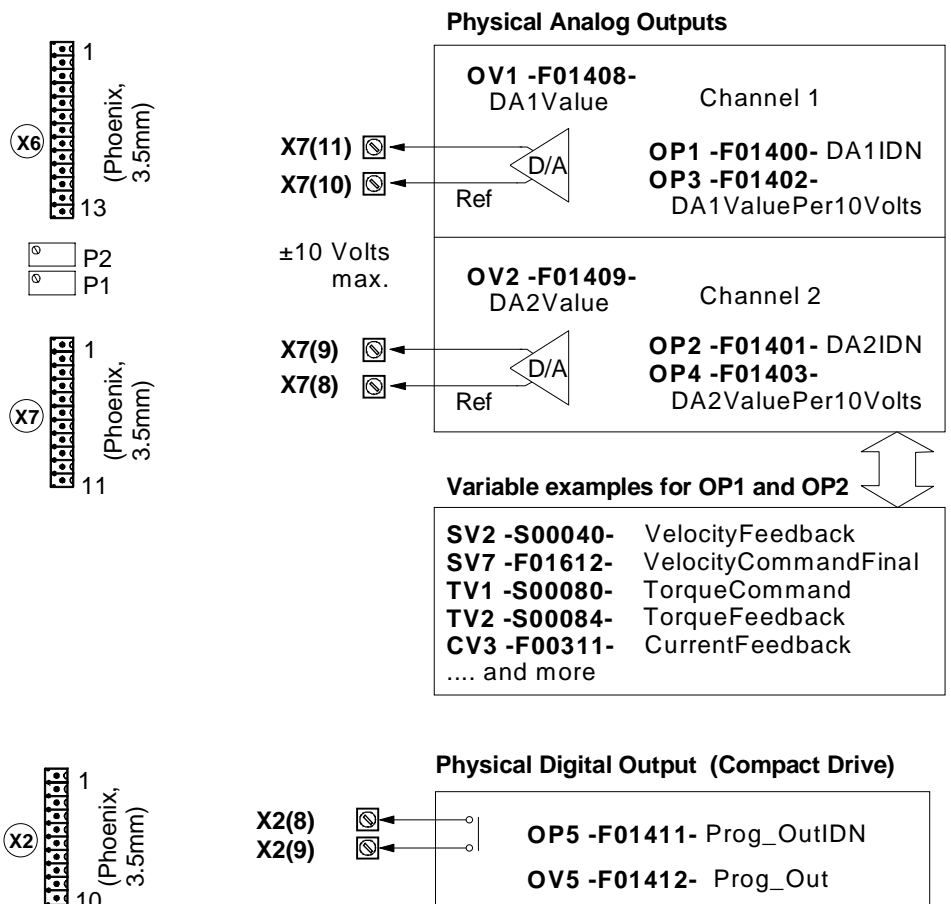 Physical Analog Outputs
1
X6
(Phoenix,
3.5mm)
13
P2
P1
OV1 -F01408-
DA1Value
Channel 1
X7(11)
X7(10)
D/A
Ref
OP1 -F01400- DA1IDN
OP3 -F01402-
DA1ValuePer10Volts
±10 Volts
max.
OV2 -F01409-
DA2Value
Channel 2
1
X7
(Phoenix,
3.5mm)
11
X7(9)
X7(8)
D/A
Ref
OP2 -F01401- DA2IDN
OP4 -F01403-
DA2ValuePer10Volts
Variable examples for OP1 and OP2
SV2 -S00040- VelocityFeedback
SV7 -F01612- VelocityCommandFinal
TV1 -S00080- TorqueCommand
TV2 -S00084- TorqueFeedback
CV3 -F00311- CurrentFeedback
.... and more
Physical Digital Output (Compact Drive)
1
X2
(Phoenix,
3.5mm)
10
X2(8)
X2(9)
OP5 -F01411- Prog_OutIDN
OV5 -F01412- Prog_Out